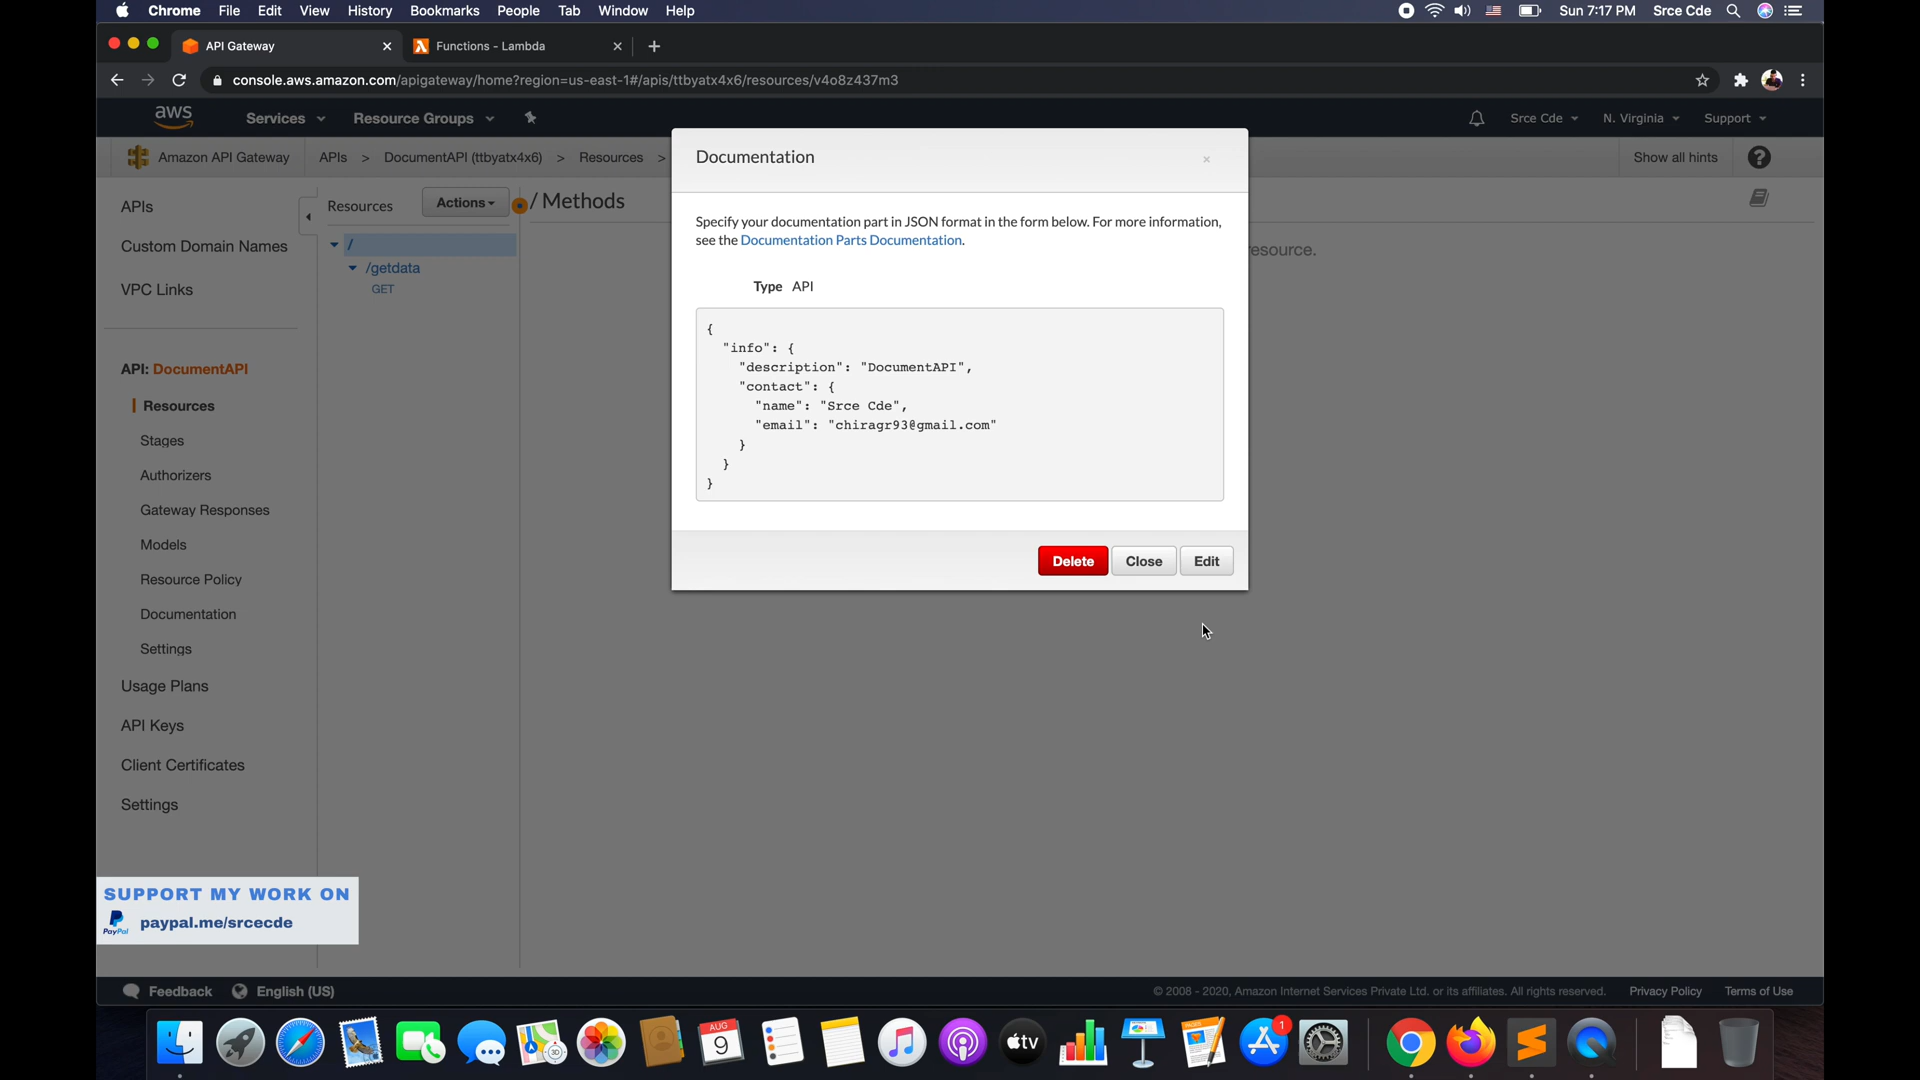 Chrome File Edit View History Bookmarks People Tab Window Help Sun 7:17 PM Srce Cde
API Gateway Functions - Lambda
console.aws.amazon.com/apigateway/home?region=us-east-1#/apis/ttbyatx4x6/resources/v4o8z437m3
aws Services Resource Groups Srce Cde N. Virginia Support
Amazon API Gateway APIs > DocumentAPI (ttbyatx4x6) > Resources > Show all hints ?
APIs
Custom Domain Names
VPC Links
API: DocumentAPI
Resources
Stages
Authorizers
Gateway Responses
Models
Resource Policy
Documentation
Settings
Usage Plans
API Keys
Client Certificates
Settings
Resources Actions
/
/getdata
GET
/ Methods
esource.
Documentation ×
Specify your documentation part in JSON format in the form below. For more information,
see the Documentation Parts Documentation.
Type API
{
"info": {
"description": "DocumentAPI",
"contact": {
"name": "Srce Cde",
"email": "chiragr93@gmail.com"
}
}
}
Delete Close Edit
SUPPORT MY WORK ON
PayPal paypal.me/srcecde
Feedback English (US) © 2008 - 2020, Amazon Internet Services Private Ltd. or its affiliates. All rights reserved. Privacy Policy Terms of Use
3D
AUG
9
tv
PAGES
1